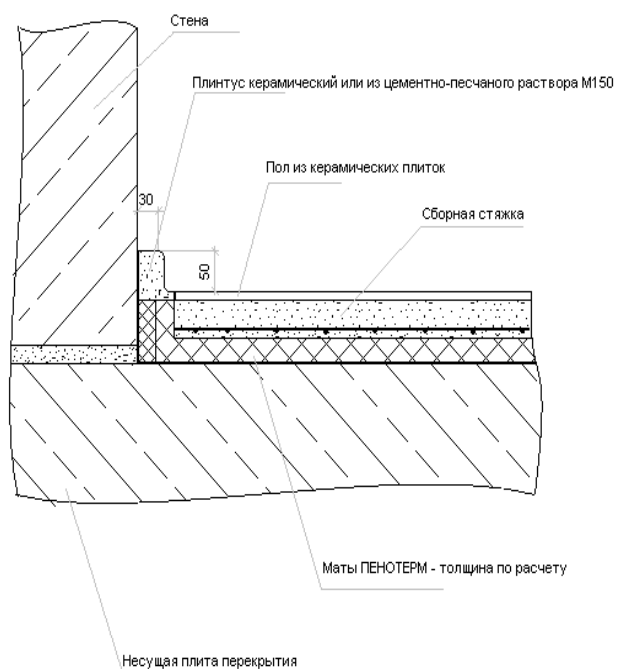 Стена
Плинтус керамический или из цементно-песчаного раствора М150
Пол из керамических плиток
30
Сборная стяжка
50
Маты ПЕНОТЕРМ - толщина по расчету
Несущая плита перекрытия